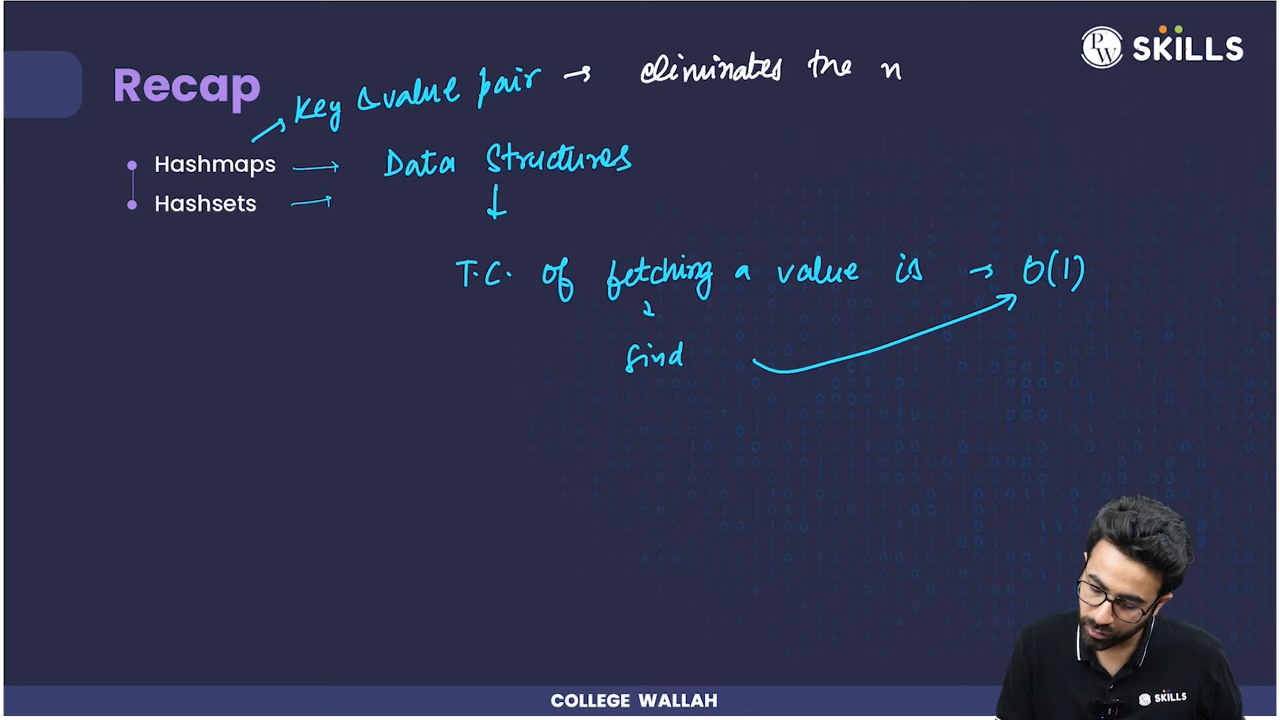 PW SKILLS
Recap
Key & value pair → eliminates the n
Hashmaps → Data Structures
Hashsets →
T.C. of fetching a value is → O(1)
find
SKILLS
COLLEGE WALLAH